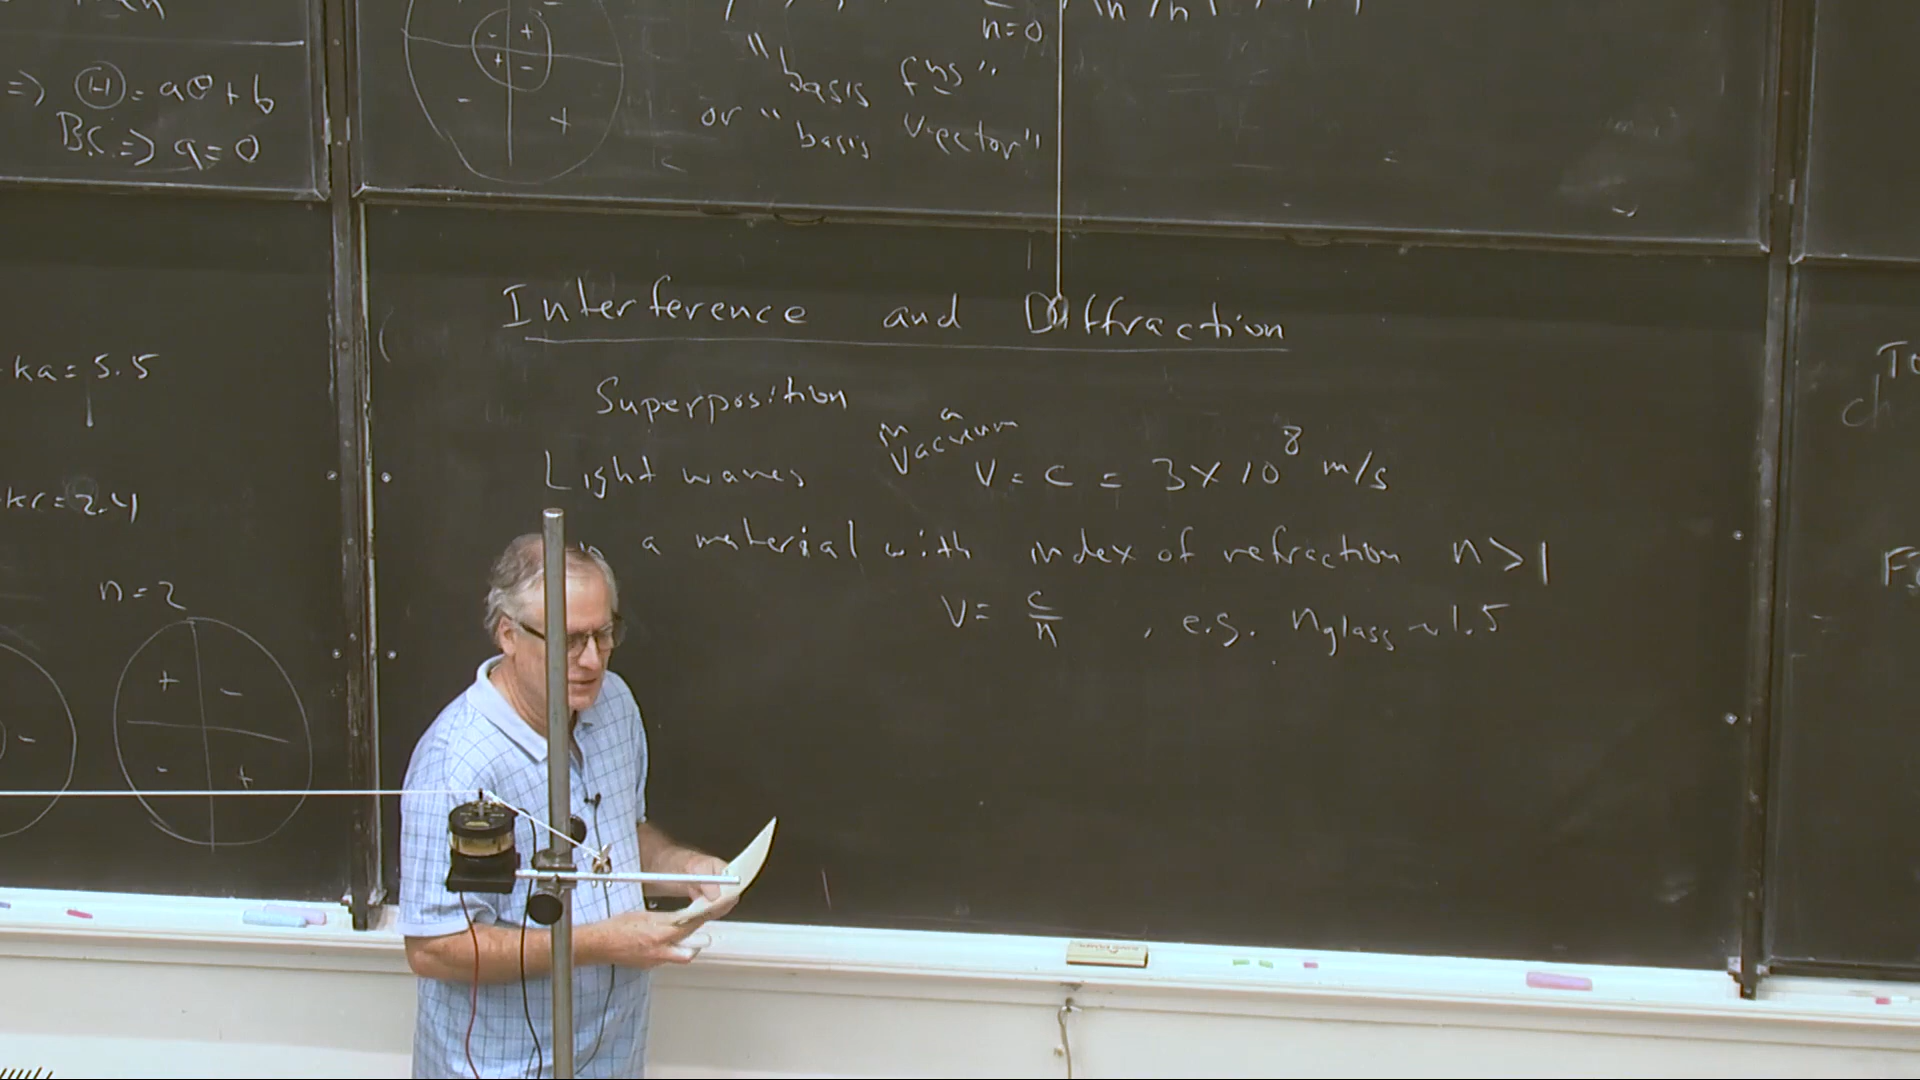 => Ⓗ = aθ + b
B.C. => a = 0
ka = 5.5
kr = 2.4
n = 2
n=0
"basis fns"
or "basis vector"
Interference and Diffraction
Superposition
Light waves in a vacuum v = c = 3 x 10^8 m/s
a material with index of refraction n > 1
v = c/n , e.g. n_glass ~ 1.5